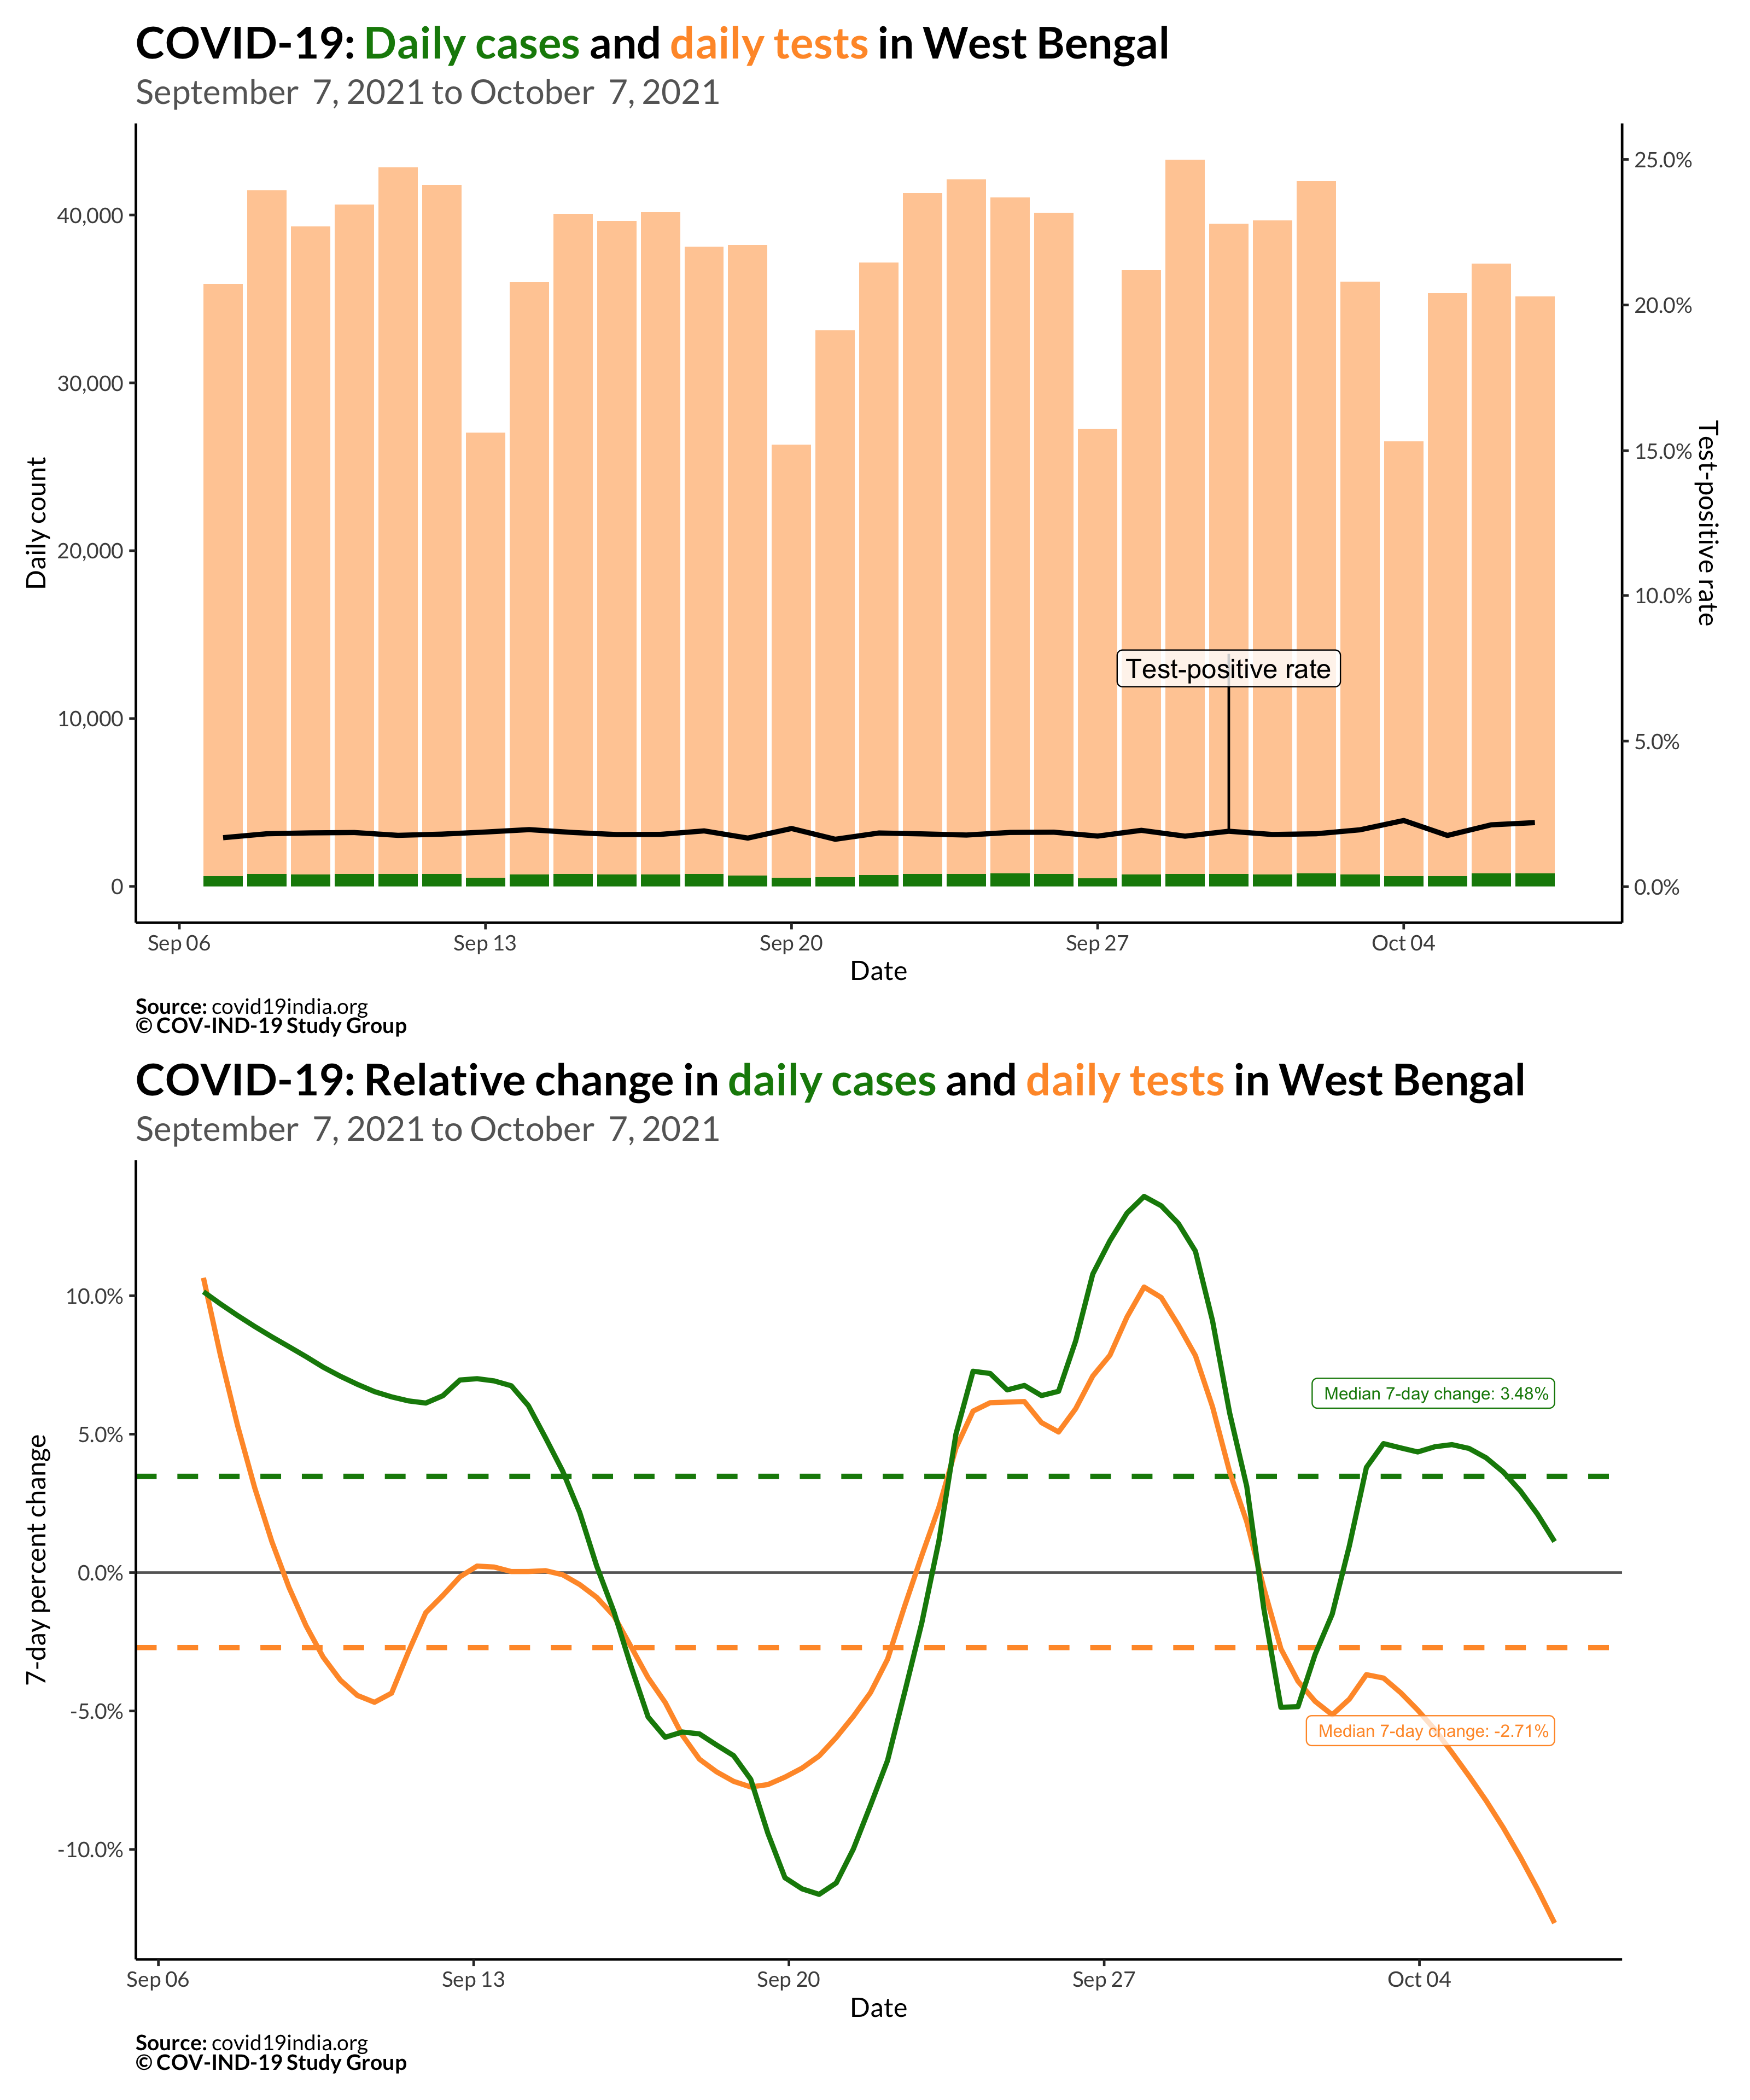 COVID-19: Daily cases and daily tests in West Bengal
September 7, 2021 to October 7, 2021
Daily count
40,000
30,000
20,000
10,000
0
25.0%
20.0%
15.0%
10.0%
5.0%
0.0%
Test-positive rate
Test-positive rate
Sep 06
Sep 13
Sep 20
Sep 27
Oct 04
Date
Source: covid19india.org
© COV-IND-19 Study Group
COVID-19: Relative change in daily cases and daily tests in West Bengal
September 7, 2021 to October 7, 2021
7-day percent change
10.0%
5.0%
0.0%
-5.0%
-10.0%
Median 7-day change: 3.48%
Median 7-day change: -2.71%
Sep 06
Sep 13
Sep 20
Sep 27
Oct 04
Date
Source: covid19india.org
© COV-IND-19 Study Group